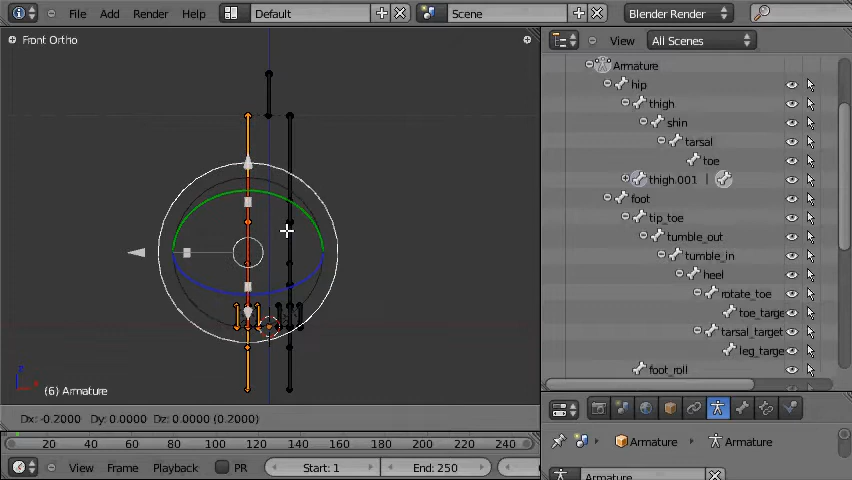 File Add Render Help Default Scene Blender Render
Front Ortho
View All Scenes
Armature
hip
thigh
shin
tarsal
toe
thigh.001
foot
tip_toe
tumble_out
tumble_in
heel
rotate_toe
toe_targe
tarsal_target
leg_targe
foot_roll
z
(6) Armature
Dx: -0.2000 Dy: 0.0000 Dz: 0.0000 (0.2000)
20 40 60 80 100 120 140 160 180 200 220 240
Armature Armature
View Frame Playback PR Start: 1 End: 250
Armature